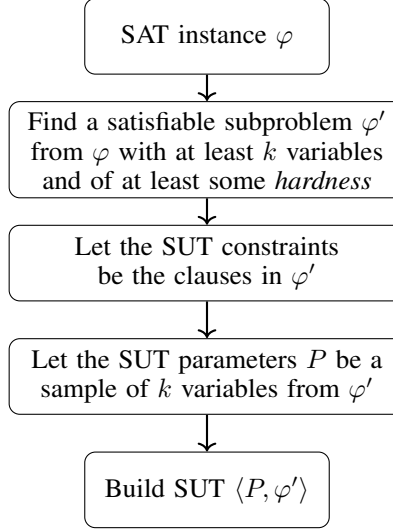 SAT instance φ
Find a satisfiable subproblem φ′
from φ with at least k variables
and of at least some hardness
Let the SUT constraints
be the clauses in φ′
Let the SUT parameters P be a
sample of k variables from φ′
Build SUT ⟨P, φ′⟩